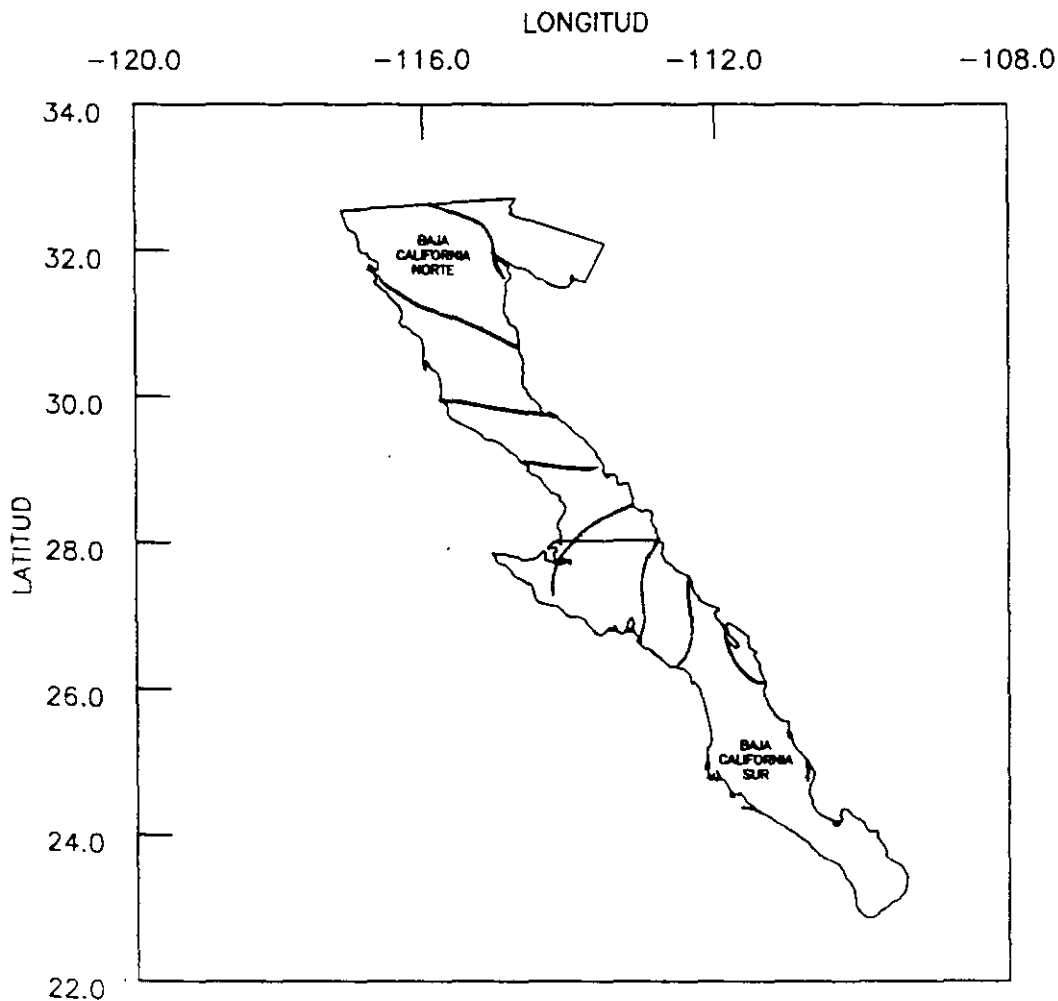 LONGITUD
-120.0 -116.0 -112.0 -108.0
34.0
32.0
30.0
28.0
26.0
24.0
22.0
LATITUD
BAJA
CALIFORNIA
NORTE
BAJA
CALIFORNIA
SUR